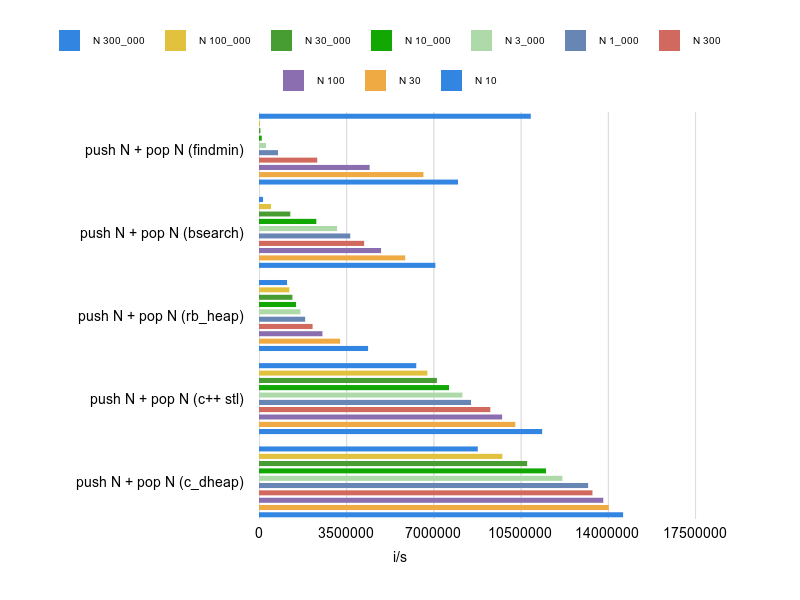 N 300_000 N 100_000 N 30_000 N 10_000 N 3_000 N 1_000 N 300
N 100 N 30 N 10
push N + pop N (findmin)
push N + pop N (bsearch)
push N + pop N (rb_heap)
push N + pop N (c++ stl)
push N + pop N (c_dheap)
0 3500000 7000000 10500000 14000000 17500000
i/s